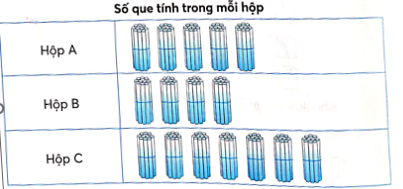 Số que tính trong mỗi hộp
Hộp A
Hộp B
Hộp C